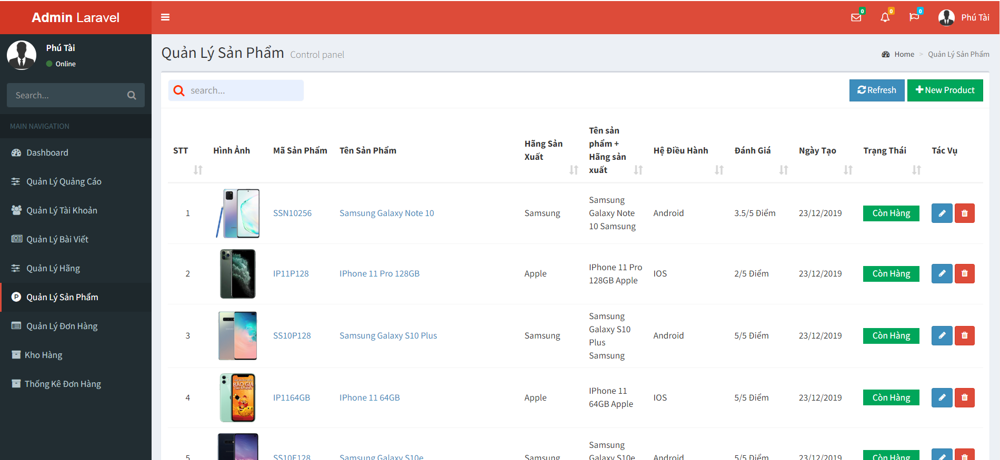 Admin Laravel
0
0
0
Phú Tài
Phú Tài
Online
Search...
MAIN NAVIGATION
Dashboard
Quản Lý Quảng Cáo
Quản Lý Tài Khoản
Quản Lý Bài Viết
Quản Lý Hãng
Quản Lý Sản Phẩm
Quản Lý Đơn Hàng
Kho Hàng
Thống Kê Đơn Hàng
Quản Lý Sản Phẩm Control panel
Home > Quản Lý Sản Phẩm
search...
Refresh
New Product
STT
Hình Ảnh
Mã Sản Phẩm
Tên Sản Phẩm
Hãng Sản
Xuất
Tên sản
phẩm +
Hãng sản
xuất
Hệ Điều Hành
Đánh Giá
Ngày Tạo
Trạng Thái
Tác Vụ
1
SSN10256
Samsung Galaxy Note 10
Samsung
Samsung
Galaxy Note
10 Samsung
Android
3.5/5 Điểm
23/12/2019
Còn Hàng
2
IP11P128
IPhone 11 Pro 128GB
Apple
IPhone 11 Pro
128GB Apple
IOS
2/5 Điểm
23/12/2019
Còn Hàng
3
SS10P128
Samsung Galaxy S10 Plus
Samsung
Samsung
Galaxy S10
Plus
Samsung
Android
5/5 Điểm
23/12/2019
Còn Hàng
4
BÁO GIÁ
IP1164GB
IPhone 11 64GB
Apple
IPhone 11
64GB Apple
IOS
5/5 Điểm
23/12/2019
Còn Hàng
5
SS10E128
Samsung Galaxy S10e
Samsung
Samsung
Galaxy S10e
Android
5/5 Điểm
23/12/2019
Còn Hàng